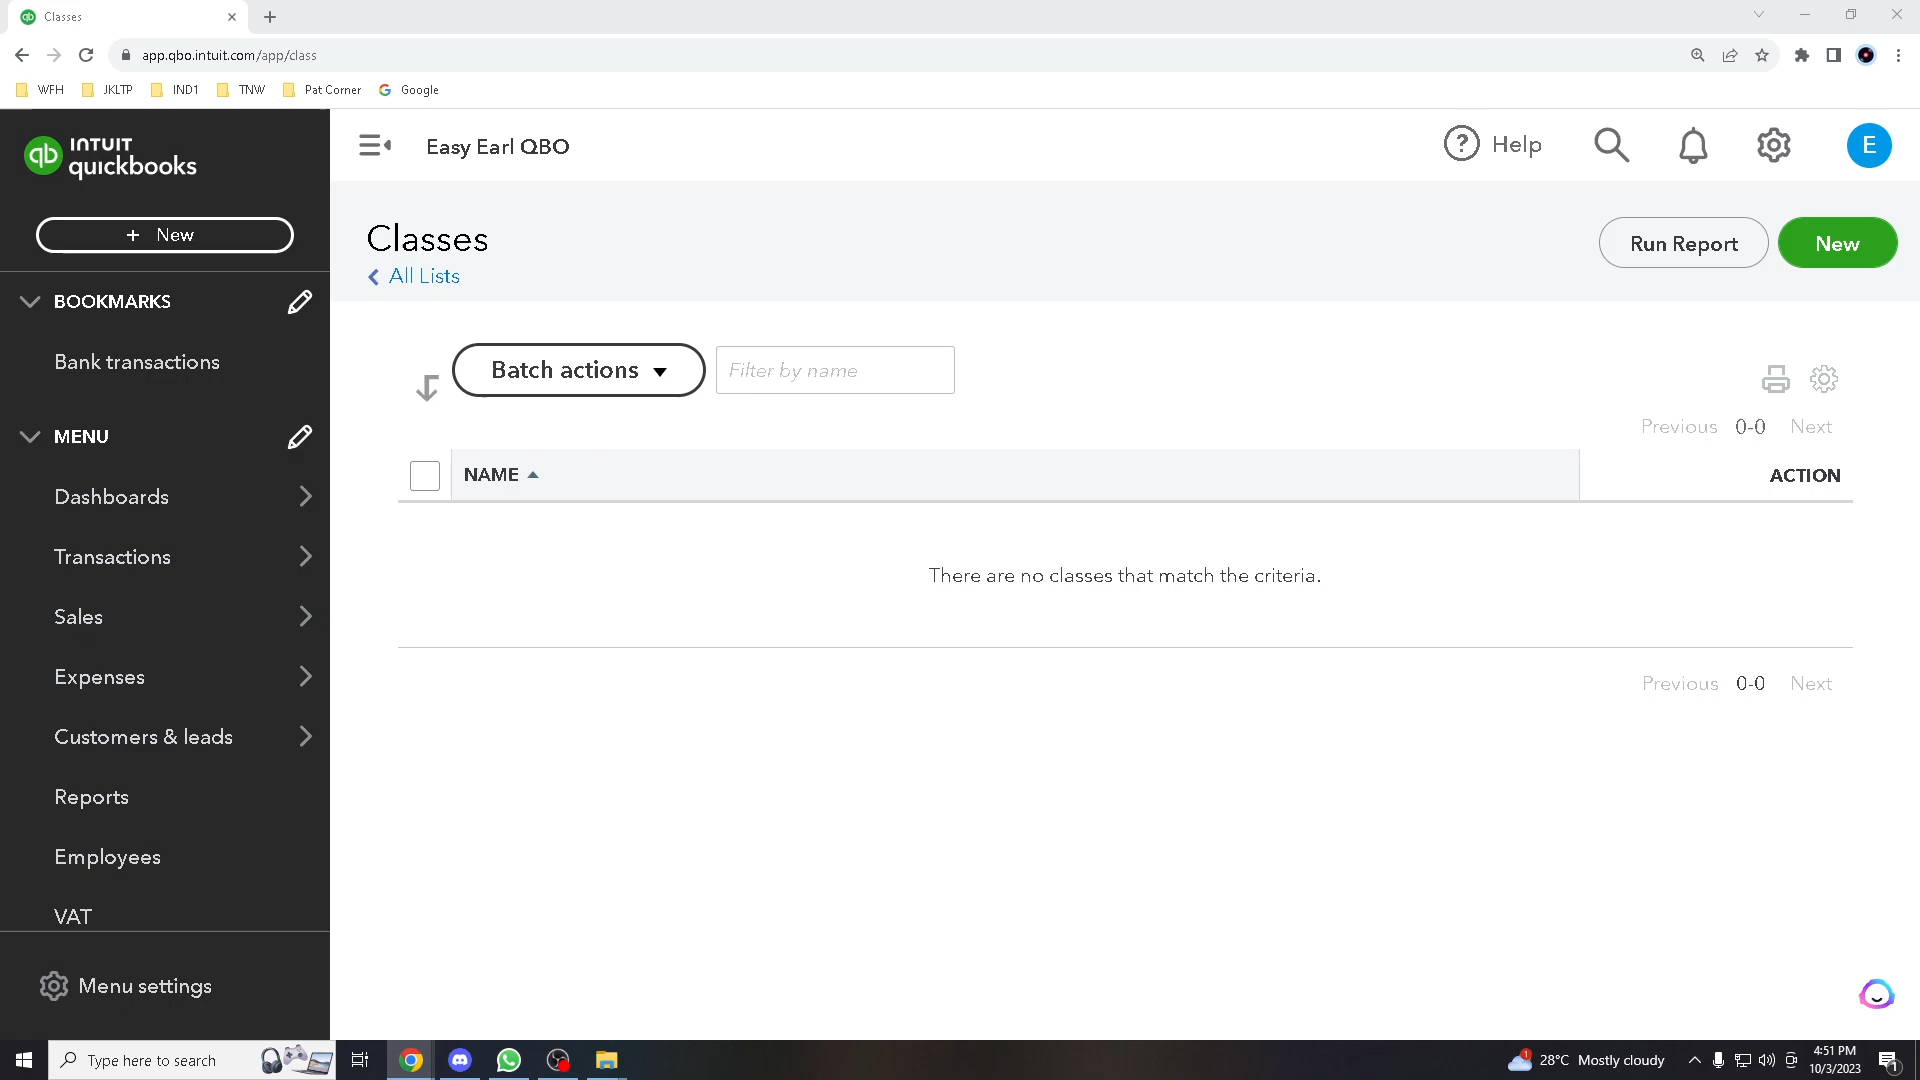 Classes
app.qbo.intuit.com/app/class
WFH JKLTP IND1 TNW Pat Corner Google
INTUIT
quickbooks
Easy Earl QBO
Help
E
+ New
Classes
All Lists
Run Report
New
BOOKMARKS
Bank transactions
Batch actions
Filter by name
Previous 0-0 Next
MENU
NAME
ACTION
Dashboards
Transactions
There are no classes that match the criteria.
Sales
Expenses
Previous 0-0 Next
Customers & leads
Reports
Employees
VAT
Menu settings
Type here to search
1
28°C Mostly cloudy
4:51 PM
10/3/2023
1